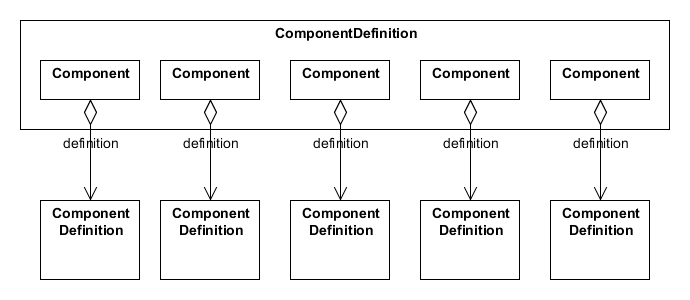 ComponentDefinition
Component Component Component Component Component
definition definition definition definition definition
Component Component Component Component Component
Definition Definition Definition Definition Definition